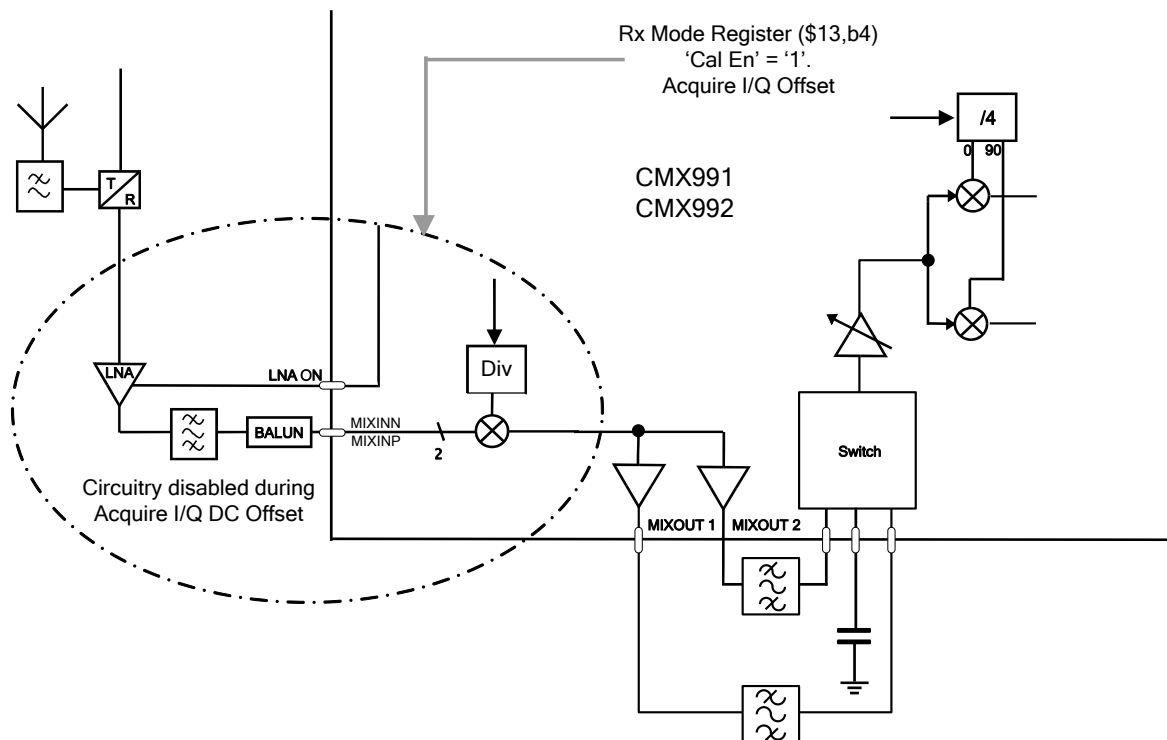 Rx Mode Register ($13,b4)
‘Cal En’ = ‘1’.
Acquire I/Q Offset
/4
0 90
CMX991
CMX992
T
R
LNA
LNA ON
Div
BALUN
MIXINN
MIXINP
2
Switch
Circuitry disabled during
Acquire I/Q DC Offset
MIXOUT 1
MIXOUT 2